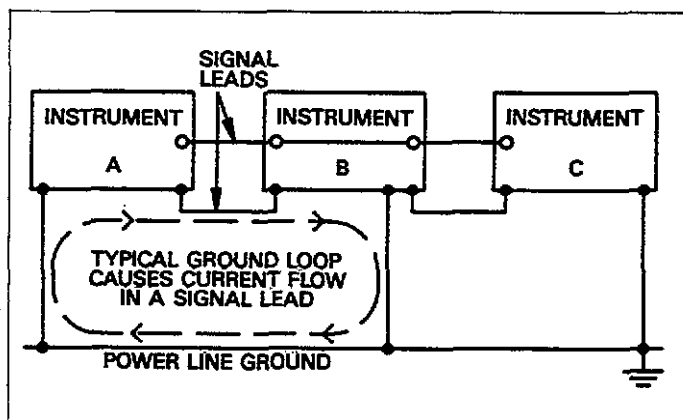 SIGNAL
LEADS
INSTRUMENT
A
INSTRUMENT
B
INSTRUMENT
C
TYPICAL GROUND LOOP
CAUSES CURRENT FLOW
IN A SIGNAL LEAD
POWER LINE GROUND